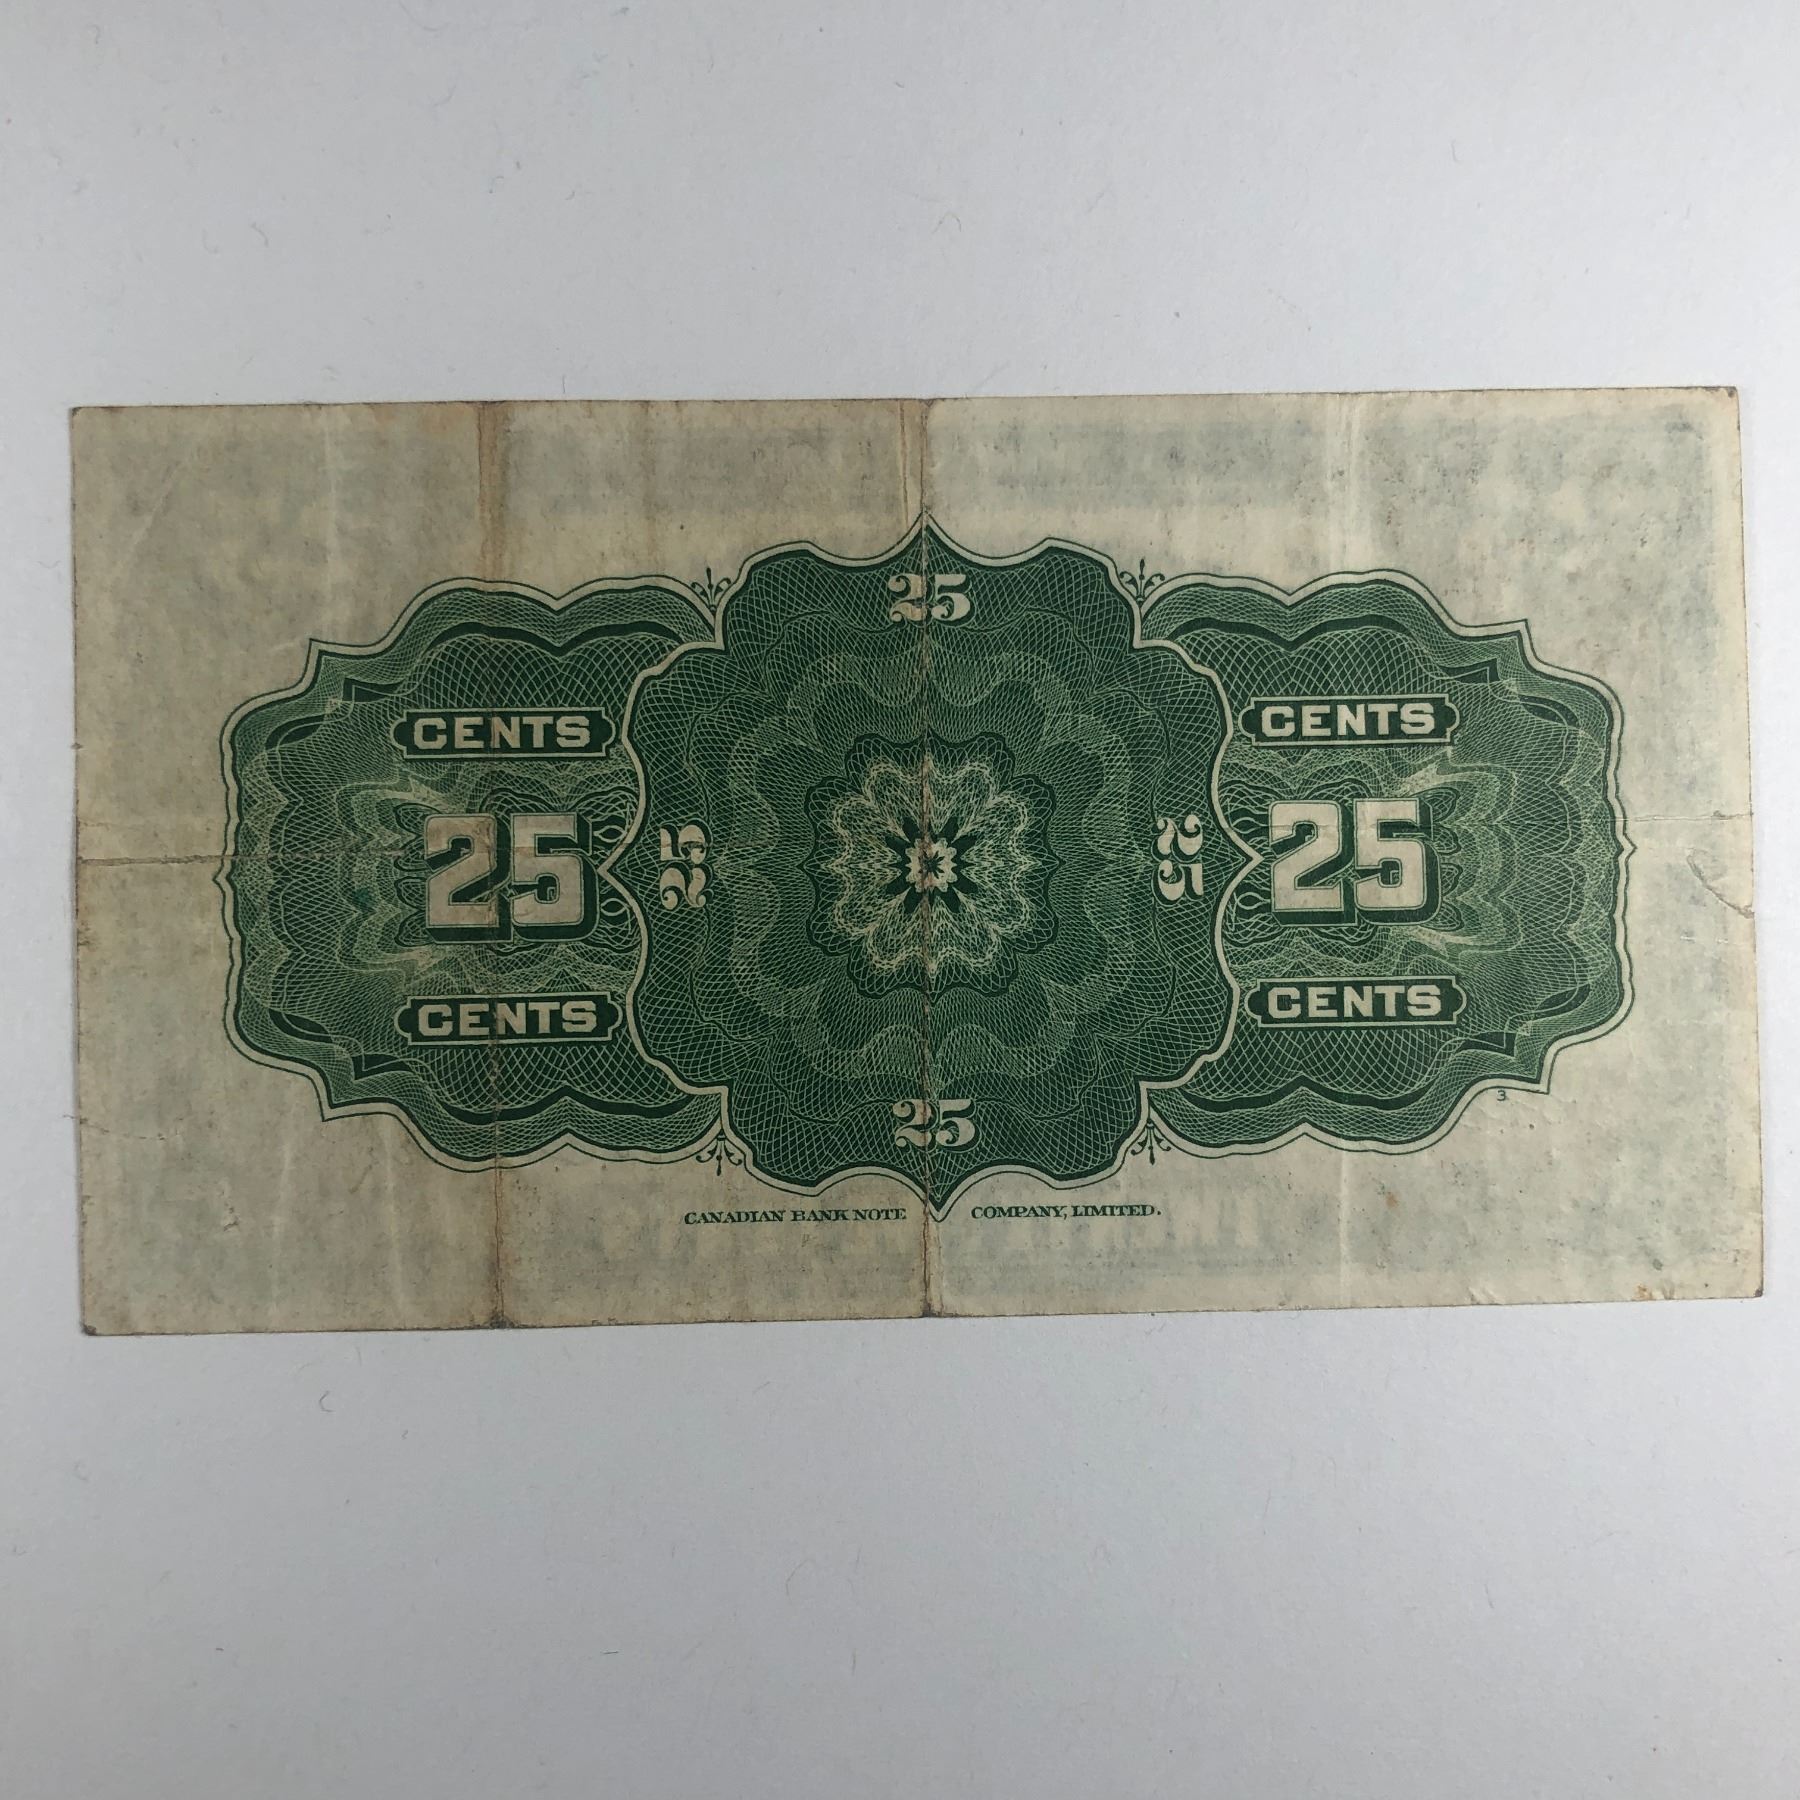 25
CENTS CENTS
25 25 25 25
CENTS CENTS
3
25
CANADIAN BANK NOTE COMPANY, LIMITED.